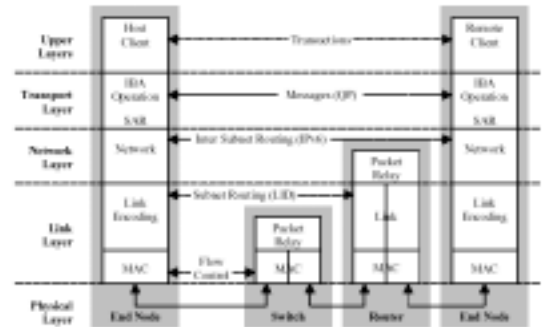 Upper
Layers
Host
Client
Transactions
Remote
Client
Transport
Layer
IBA
Operation
SAR
Messages (QP)
IBA
Operation
SAR
Network
Layer
Network
Inter Subnet Routing (IPv6)
Network
Packet
Relay
Subnet Routing (LID)
Link
Layer
Link
Encoding
Packet
Relay
Link
Link
Encoding
MAC
Flow
Control
MAC
MAC
MAC
Physical
Layer
End Node
Switch
Router
End Node